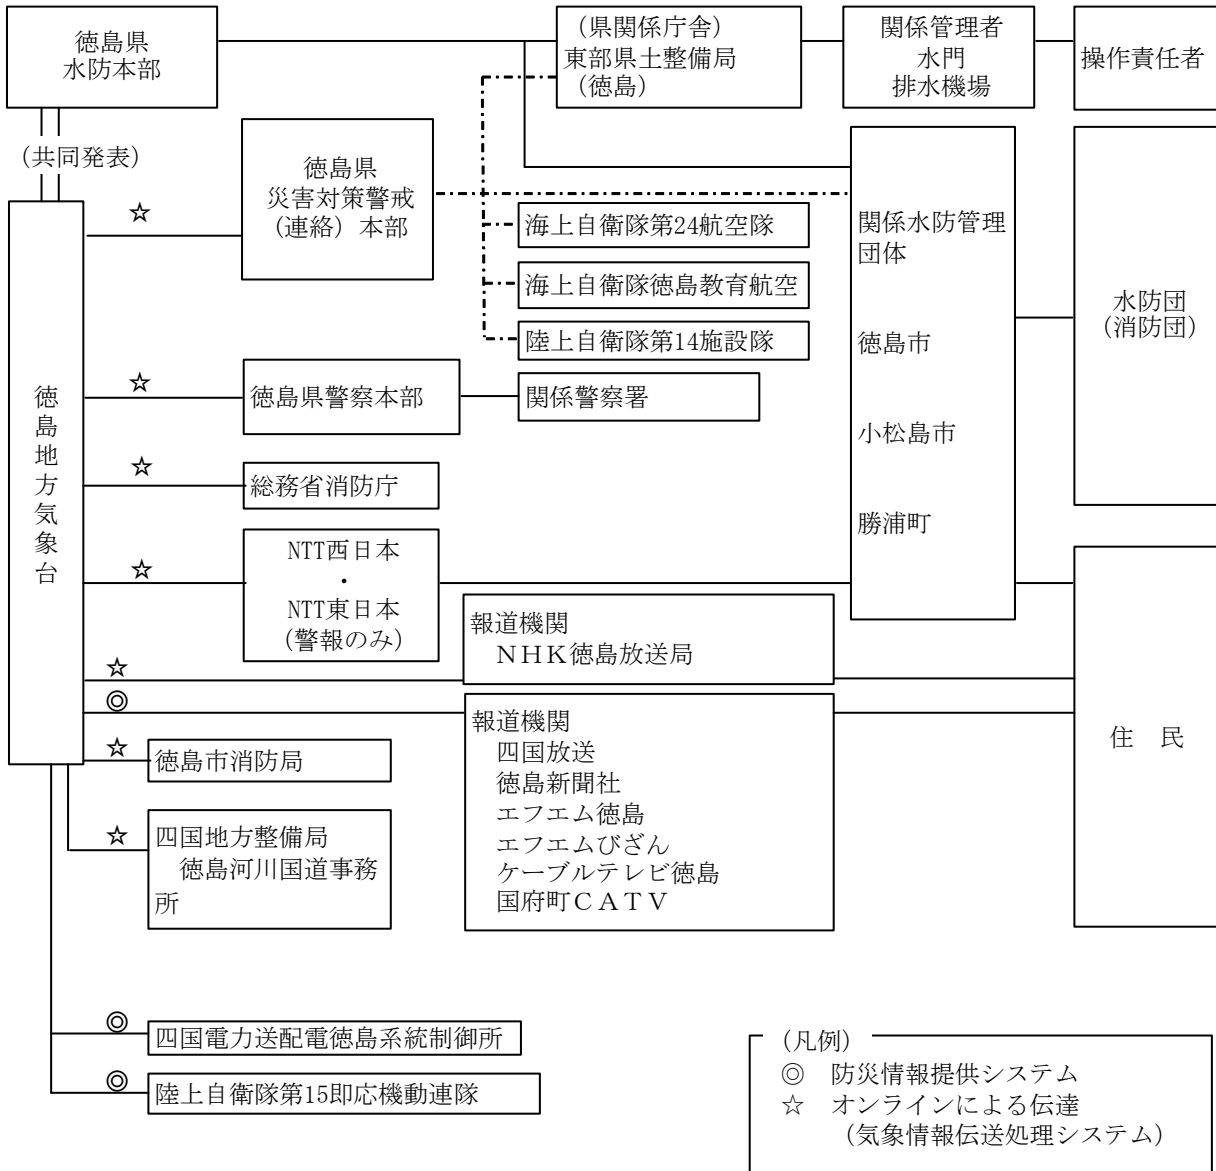 徳島県
水防本部
(県関係庁舎)
東部県土整備局
(徳島)
関係管理者
水門
排水機場
操作責任者
(共同発表)
徳島県
災害対策警戒
(連絡)本部
☆
海上自衛隊第24航空隊
海上自衛隊徳島教育航空
陸上自衛隊第14施設隊
関係水防管理
団体
徳島市
小松島市
勝浦町
水防団
(消防団)
徳島地方気象台
☆
徳島県警察本部
関係警察署
☆
総務省消防庁
☆
NTT西日本
・
NTT東日本
(警報のみ)
☆
報道機関
NHK徳島放送局
◎
報道機関
四国放送
徳島新聞社
エフエム徳島
エフエムびざん
ケーブルテレビ徳島
国府町CATV
住 民
☆
徳島市消防局
☆
四国地方整備局
徳島河川国道事務
所
◎
四国電力送配電徳島系統制御所
◎
陸上自衛隊第15即応機動連隊
(凡例)
◎ 防災情報提供システム
☆ オンラインによる伝達
(気象情報伝送処理システム)